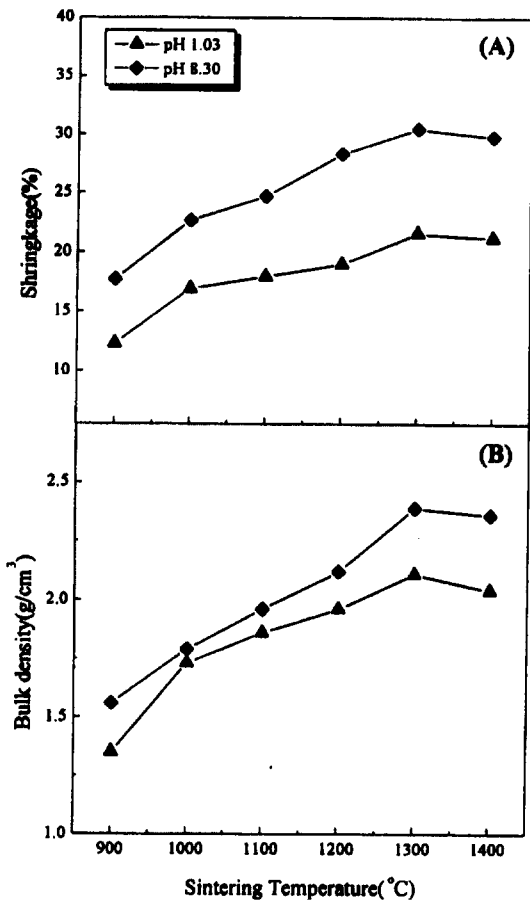 40
(A)
pH 1.03
pH 8.30
35
30
25
20
15
10
Shringkage(%)
(B)
2.5
2.0
1.5
1.0
Bulk density(g/cm³)
900 1000 1100 1200 1300 1400
Sintering Temperature(°C)